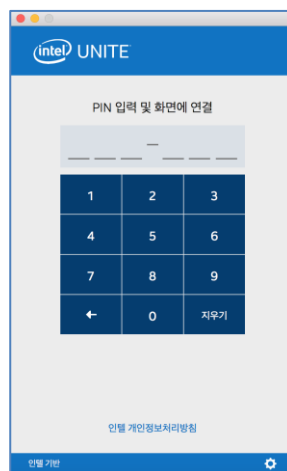 intel UNITE
PIN 입력 및 화면에 연결
1 2 3
4 5 6
7 8 9
0 지우기
인텔 개인정보처리방침
인텔 기반